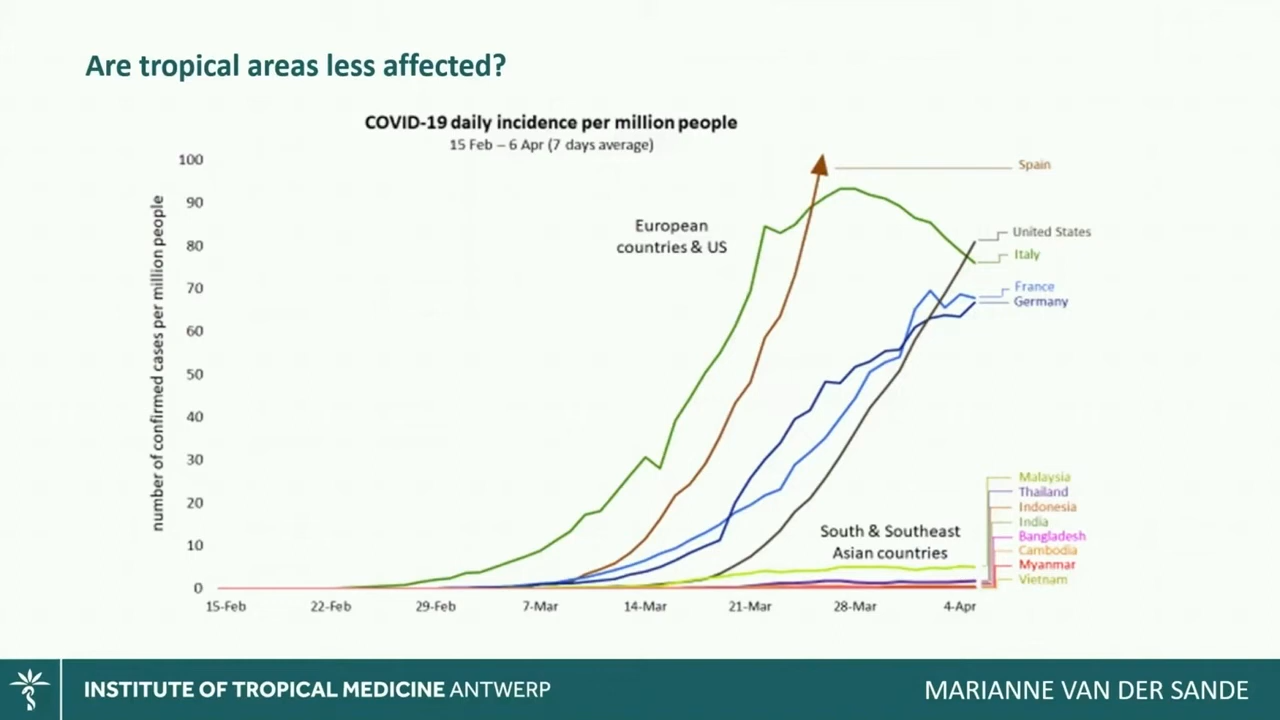 Are tropical areas less affected?
COVID-19 daily incidence per million people
15 Feb – 6 Apr (7 days average)
number of confirmed cases per million people
100
90
80
70
60
50
40
30
20
10
0
European
countries & US
Spain
United States
Italy
France
Germany
South & Southeast
Asian countries
Malaysia
Thailand
Indonesia
India
Bangladesh
Cambodia
Myanmar
Vietnam
15-Feb 22-Feb 29-Feb 7-Mar 14-Mar 21-Mar 28-Mar 4-Apr
INSTITUTE OF TROPICAL MEDICINE ANTWERP
MARIANNE VAN DER SANDE